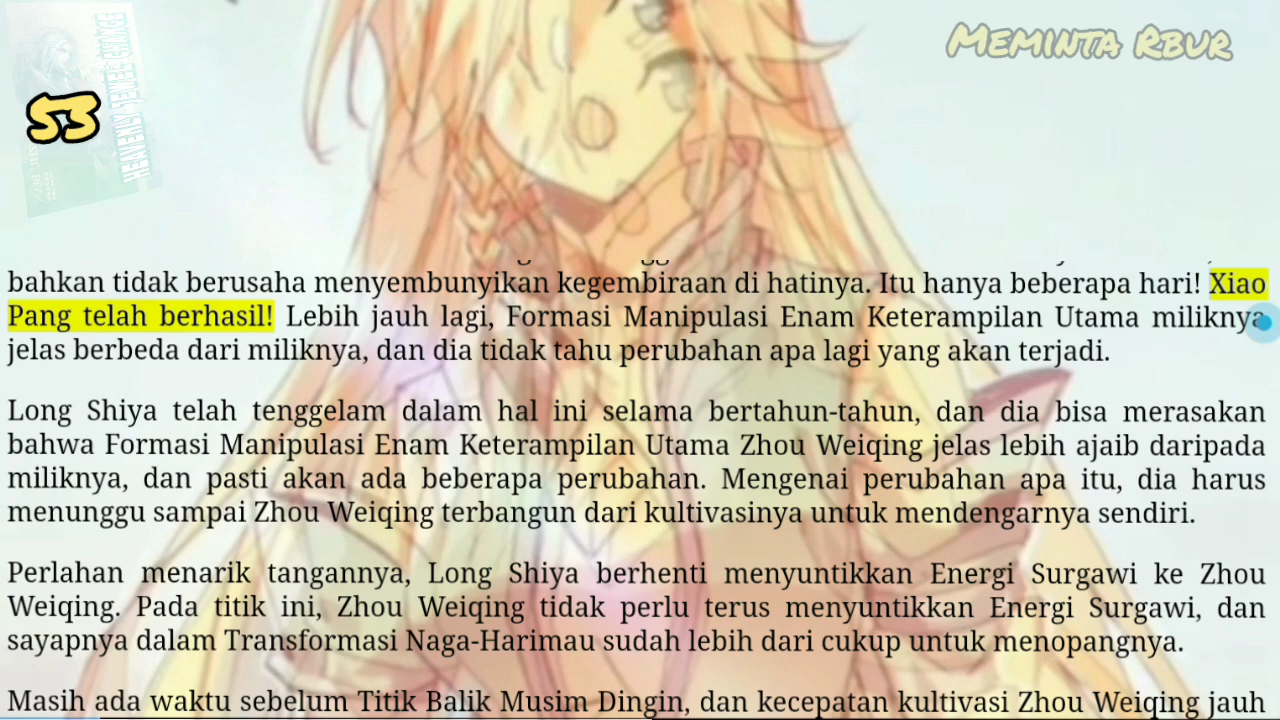 Meminta Rbur
53
HEAVENLY JEWEL CHANGE
bahkan tidak berusaha menyembunyikan kegembiraan di hatinya. Itu hanya beberapa hari! Xiao
Pang telah berhasil! Lebih jauh lagi, Formasi Manipulasi Enam Keterampilan Utama miliknya
jelas berbeda dari miliknya, dan dia tidak tahu perubahan apa lagi yang akan terjadi.
Long Shiya telah tenggelam dalam hal ini selama bertahun-tahun, dan dia bisa merasakan
bahwa Formasi Manipulasi Enam Keterampilan Utama Zhou Weiqing jelas lebih ajaib daripada
miliknya, dan pasti akan ada beberapa perubahan. Mengenai perubahan apa itu, dia harus
menunggu sampai Zhou Weiqing terbangun dari kultivasinya untuk mendengarnya sendiri.
Perlahan menarik tangannya, Long Shiya berhenti menyuntikkan Energi Surgawi ke Zhou
Weiqing. Pada titik ini, Zhou Weiqing tidak perlu terus menyuntikkan Energi Surgawi, dan
sayapnya dalam Transformasi Naga-Harimau sudah lebih dari cukup untuk menopangnya.
Masih ada waktu sebelum Titik Balik Musim Dingin, dan kecepatan kultivasi Zhou Weiqing jauh